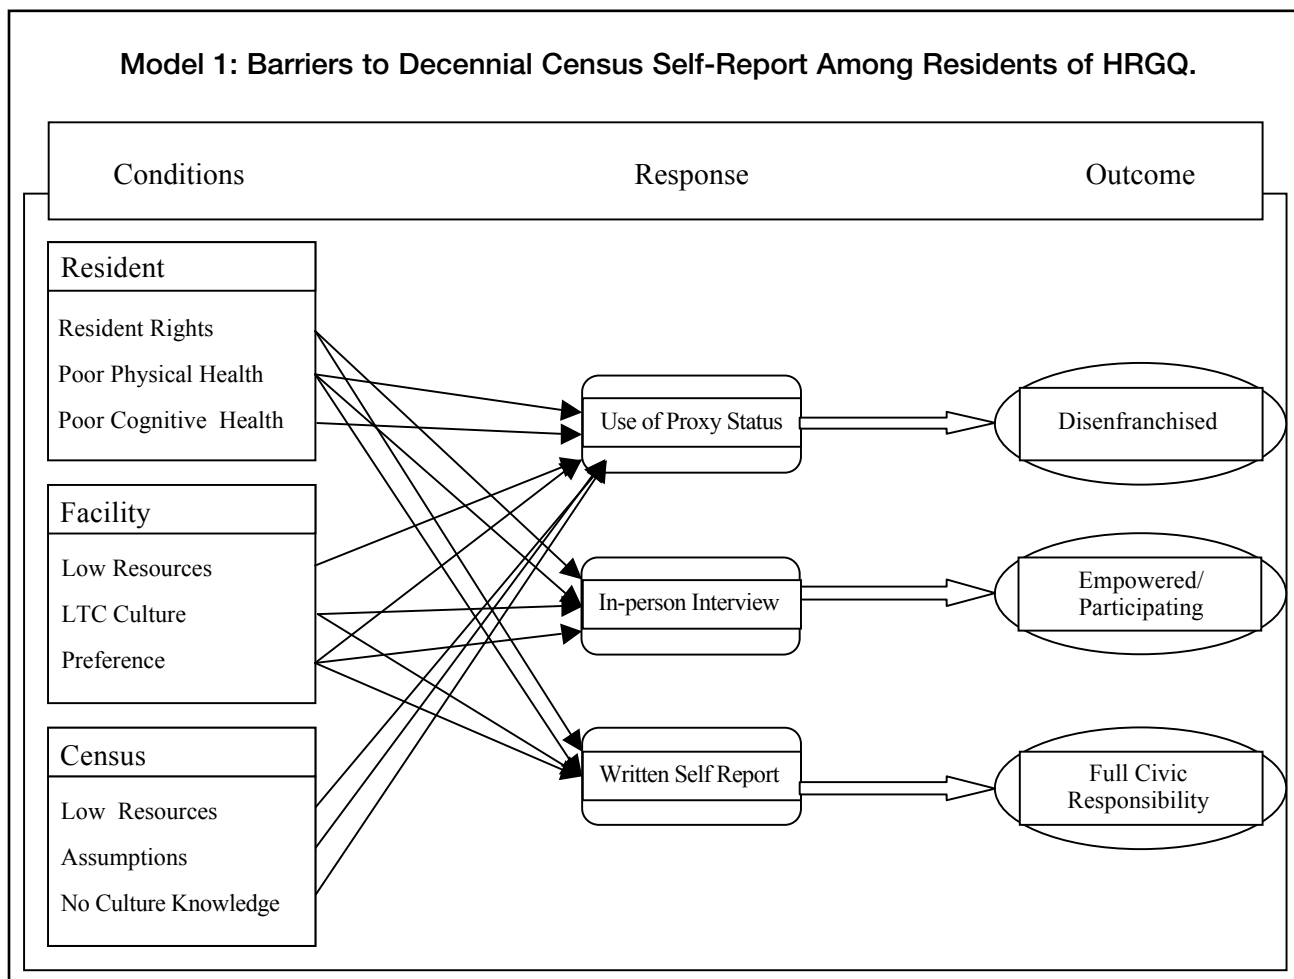 Model 1: Barriers to Decennial Census Self-Report Among Residents of HRGQ.
Conditions Response Outcome
Resident
Resident Rights
Poor Physical Health
Poor Cognitive Health
Facility
Low Resources
LTC Culture
Preference
Census
Low Resources
Assumptions
No Culture Knowledge
Use of Proxy Status
In-person Interview
Written Self Report
Disenfranchised
Empowered/
Participating
Full Civic
Responsibility